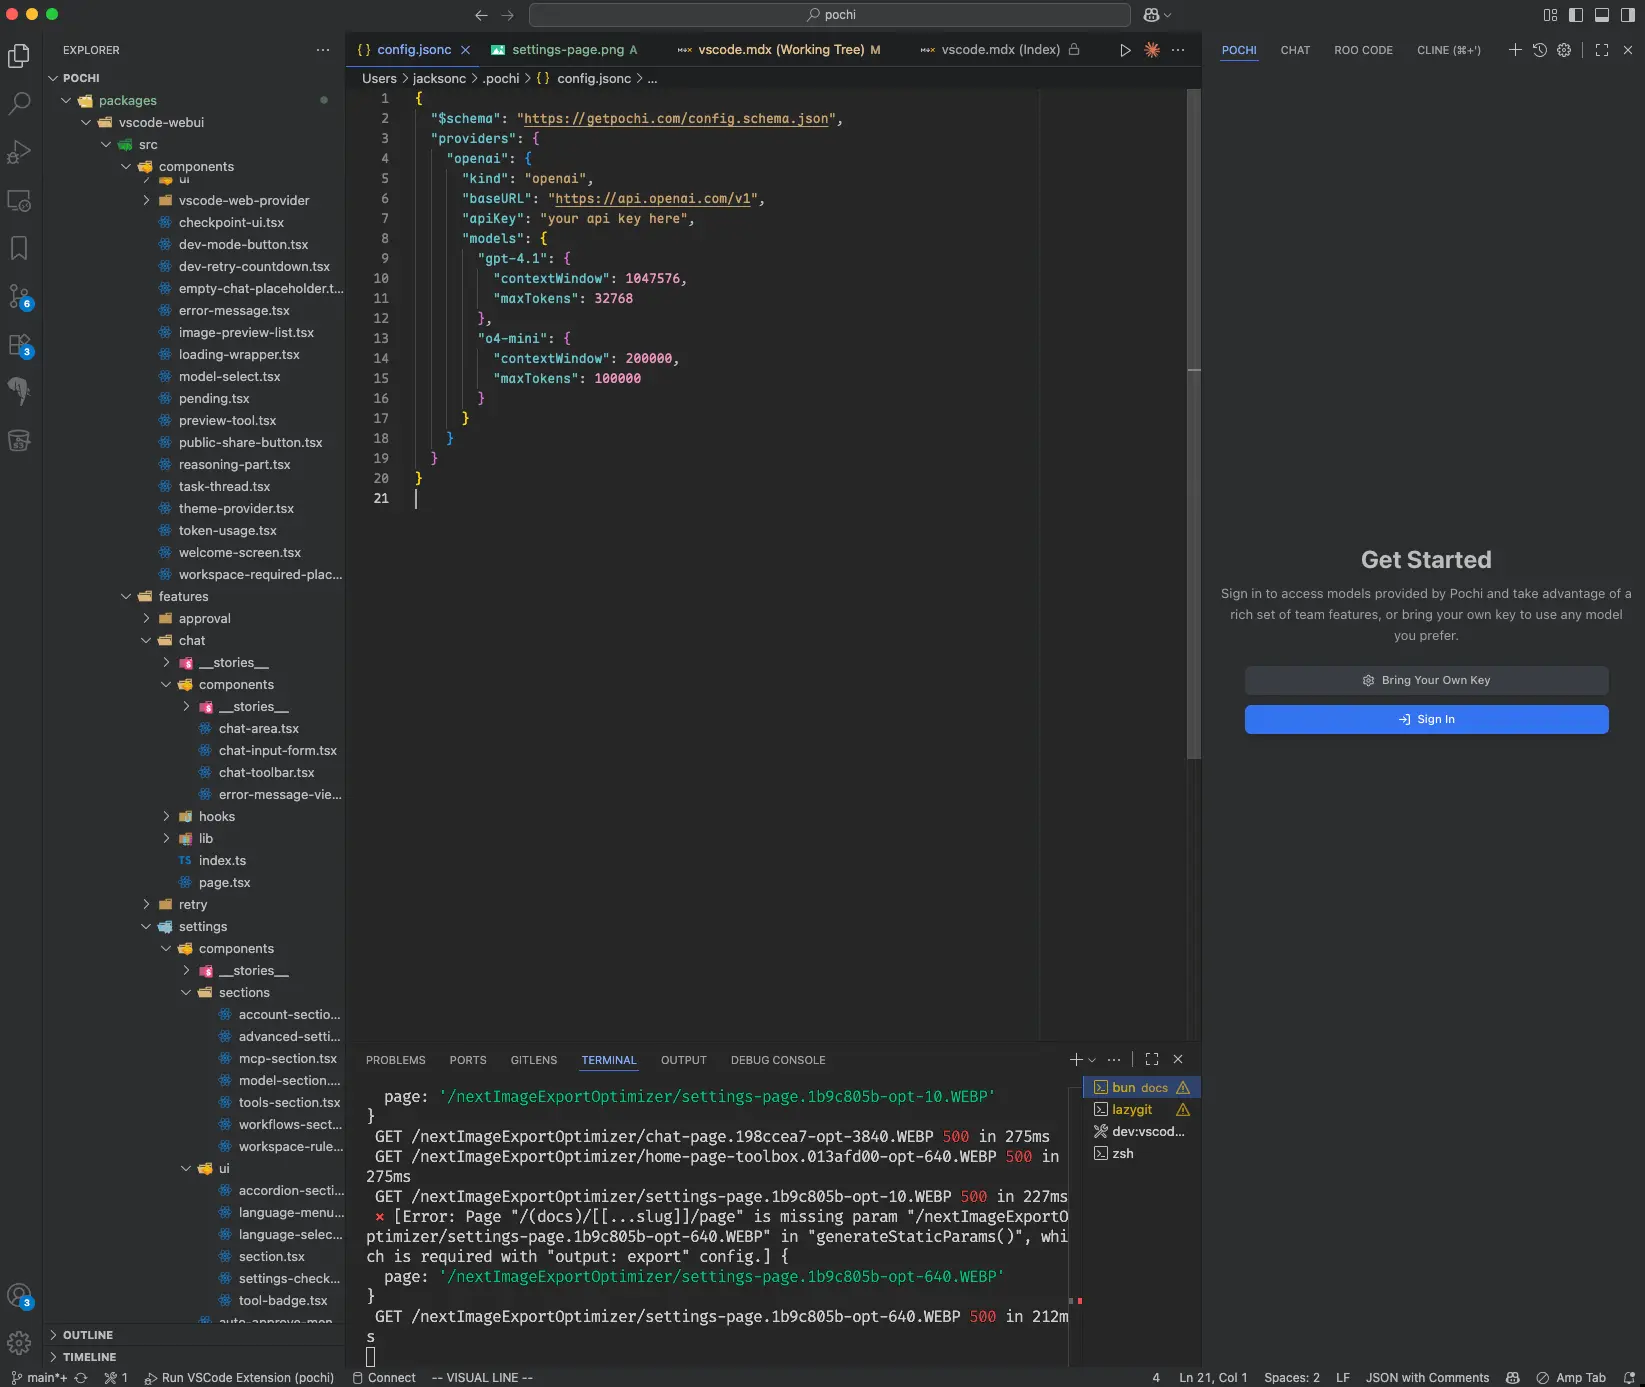 pochi
EXPLORER
POCHI
packages
vscode-webui
src
components
ui
vscode-web-provider
checkpoint-ui.tsx
dev-mode-button.tsx
dev-retry-countdown.tsx
empty-chat-placeholder.t...
error-message.tsx
image-preview-list.tsx
loading-wrapper.tsx
model-select.tsx
pending.tsx
preview-tool.tsx
public-share-button.tsx
reasoning-part.tsx
task-thread.tsx
theme-provider.tsx
token-usage.tsx
welcome-screen.tsx
workspace-required-plac...
features
approval
chat
__stories__
components
__stories__
chat-area.tsx
chat-input-form.tsx
chat-toolbar.tsx
error-message-vie...
hooks
lib
TS index.ts
page.tsx
retry
settings
components
__stories__
sections
account-sectio...
advanced-setti...
mcp-section.tsx
model-section....
tools-section.tsx
workflows-sect...
workspace-rule...
ui
accordion-secti...
language-menu...
language-selec...
section.tsx
settings-check...
tool-badge.tsx
auto-approve-men...
OUTLINE
TIMELINE
6
3
3
{ } config.jsonc settings-page.png A vscode.mdx (Working Tree) M vscode.mdx (Index)
Users > jacksonc > .pochi > { } config.jsonc > ...
1 {
2 "$schema": "https://getpochi.com/config.schema.json",
3 "providers": {
4 "openai": {
5 "kind": "openai",
6 "baseURL": "https://api.openai.com/v1",
7 "apiKey": "your api key here",
8 "models": {
9 "gpt-4.1": {
10 "contextWindow": 1047576,
11 "maxTokens": 32768
12 },
13 "o4-mini": {
14 "contextWindow": 200000,
15 "maxTokens": 100000
16 }
17 }
18 }
19 }
20 }
21
PROBLEMS PORTS GITLENS TERMINAL OUTPUT DEBUG CONSOLE
page: '/nextImageExportOptimizer/settings-page.1b9c805b-opt-10.WEBP'
}
GET /nextImageExportOptimizer/chat-page.198ccea7-opt-3840.WEBP 500 in 275ms
GET /nextImageExportOptimizer/home-page-toolbox.013afd00-opt-640.WEBP 500 in
275ms
GET /nextImageExportOptimizer/settings-page.1b9c805b-opt-10.WEBP 500 in 227ms
⨯ [Error: Page "/(docs)/[[...slug]]/page" is missing param "/nextImageExportO
ptimizer/settings-page.1b9c805b-opt-640.WEBP" in "generateStaticParams()", whi
ch is required with "output: export" config.] {
page: '/nextImageExportOptimizer/settings-page.1b9c805b-opt-640.WEBP'
}
GET /nextImageExportOptimizer/settings-page.1b9c805b-opt-640.WEBP 500 in 212m
s
bun docs
lazygit
dev:vscod...
zsh
POCHI CHAT ROO CODE CLINE (⌘+')
Get Started
Sign in to access models provided by Pochi and take advantage of a
rich set of team features, or bring your own key to use any model
you prefer.
Bring Your Own Key
Sign In
main*+ 1 Run VSCode Extension (pochi) Connect -- VISUAL LINE -- 4 Ln 21, Col 1 Spaces: 2 LF JSON with Comments Amp Tab